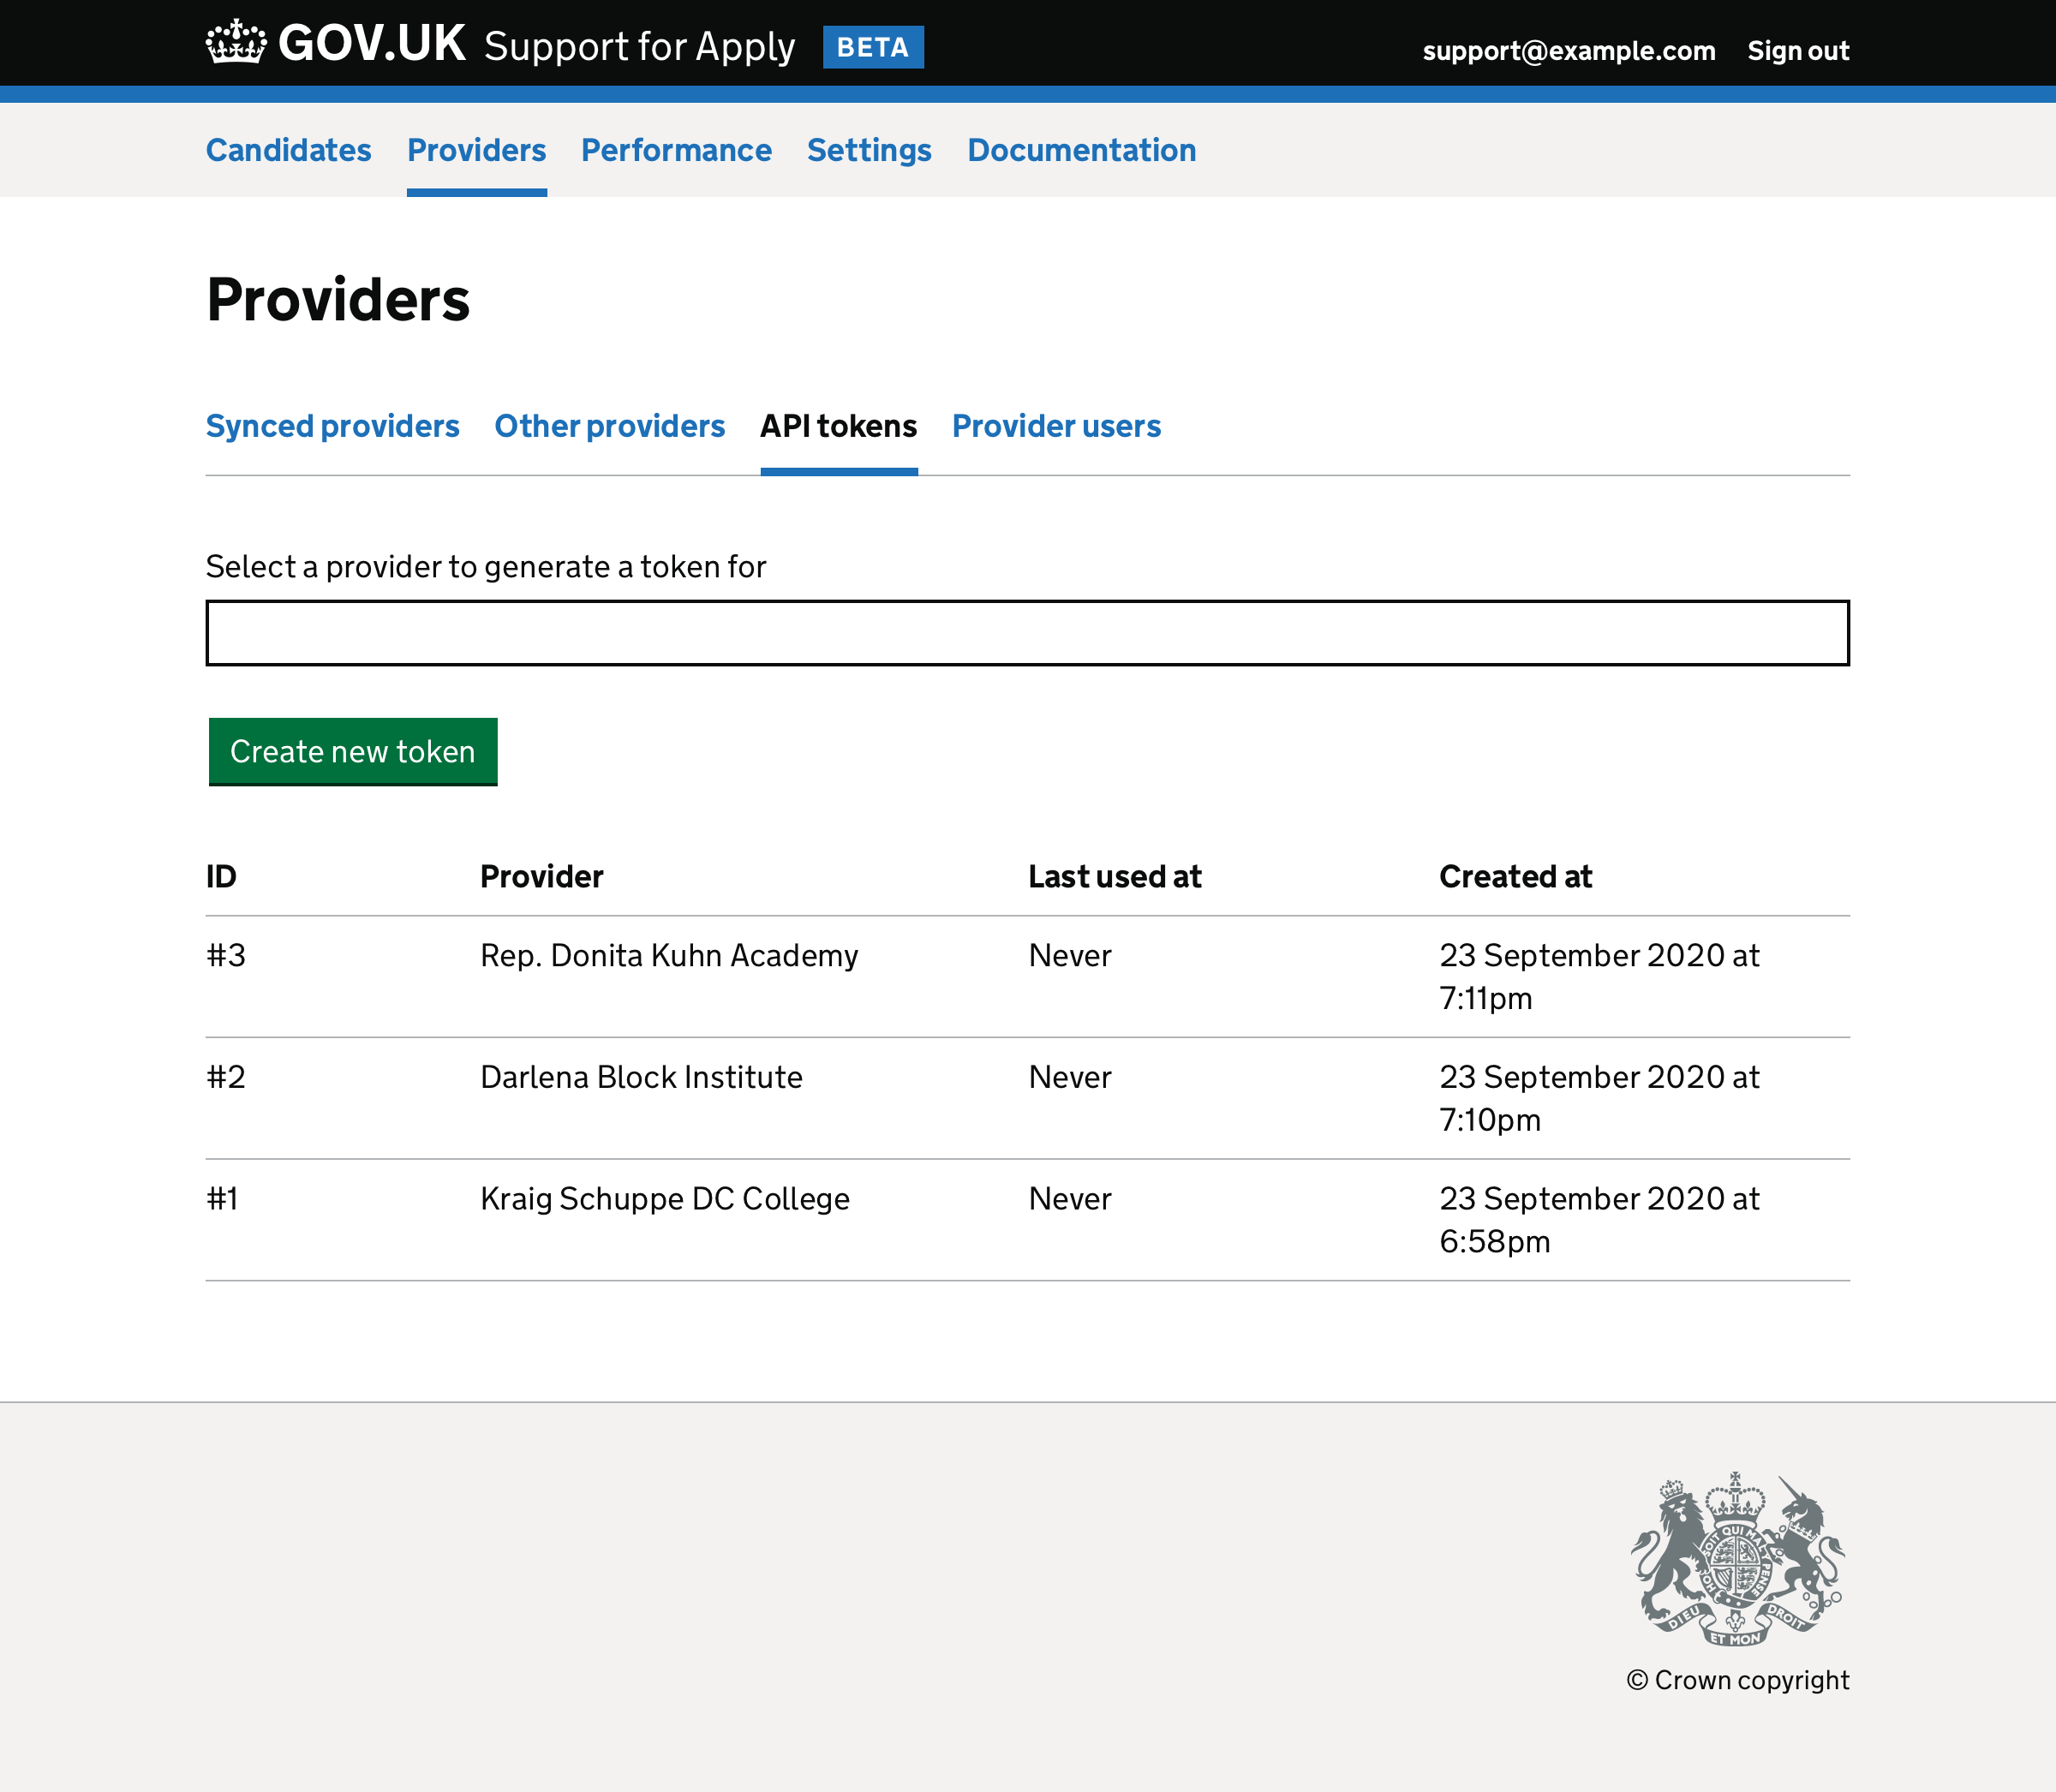 GOV.UK Support for Apply BETA support@example.com Sign out
Candidates Providers Performance Settings Documentation
Providers
Synced providers Other providers API tokens Provider users
Select a provider to generate a token for
Create new token
ID Provider Last used at Created at
#3 Rep. Donita Kuhn Academy Never 23 September 2020 at
7:11pm
#2 Darlena Block Institute Never 23 September 2020 at
7:10pm
#1 Kraig Schuppe DC College Never 23 September 2020 at
6:58pm
SOIT QUI MAL Y PENSE
HON
DIEU ET MON DROIT
© Crown copyright